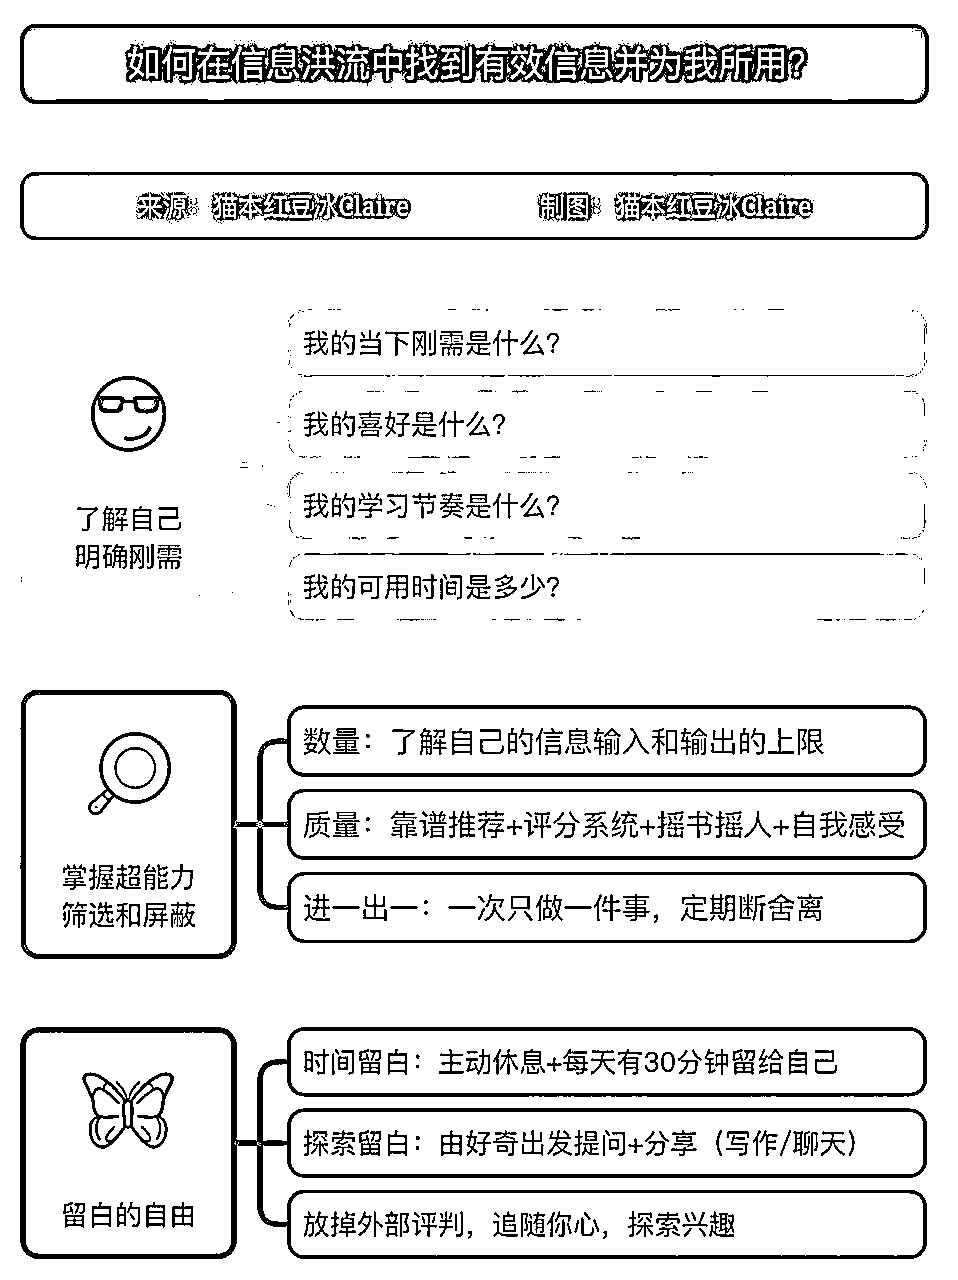 如何在信息洪流中找到有效信息并为我所用?
来源：猫本红豆冰Claire
制图：猫本红豆冰Claire
了解自己
明确刚需
我的当下刚需是什么?
我的喜好是什么?
我的学习节奏是什么?
我的可用时间是多少?
掌握超能力
筛选和屏蔽
数量：了解自己的信息输入和输出的上限
质量：靠谱推荐+评分系统+摇书摇人+自我感受
进一出一：一次只做一件事，定期断舍离
留白的自由
时间留白：主动休息+每天有30分钟留给自己
探索留白：由好奇出发提问+分享（写作/聊天）
放掉外部评判，追随你心，探索兴趣